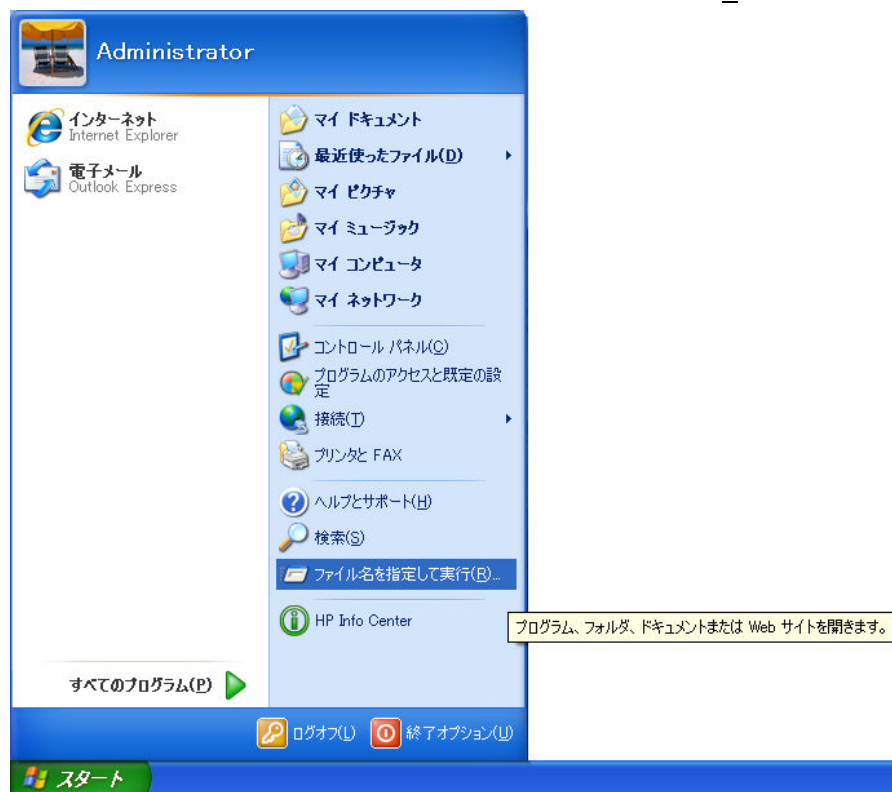 Administrator
インターネット
Internet Explorer
電子メール
Outlook Express
すべてのプログラム(P)
マイ ドキュメント
最近使ったファイル(D)
マイ ピクチャ
マイ ミュージック
マイ コンピュータ
マイ ネットワーク
コントロール パネル(C)
プログラムのアクセスと既定の設
定
接続(T)
プリンタと FAX
ヘルプとサポート(H)
検索(S)
ファイル名を指定して実行(R)...
HP Info Center
プログラム、フォルダ、ドキュメントまたは Web サイトを開きます。
ログオフ(L)
終了オプション(U)
スタート